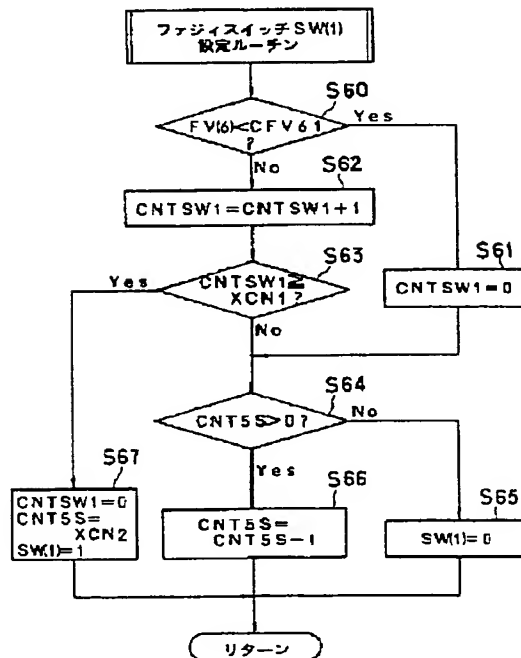 ファジィスイッチSW(1)
設定ルーチン
S60
FV(6)<CFV61
?
Yes
No
S62
CNTSW1=CNTSW1+1
S63
CNTSW1≧
XCN1?
Yes
No
S61
CNTSW1=0
S64
CNT5S>0?
No
Yes
S67
CNTSW1=0
CNT5S=
XCN2
SW(1)=1
S66
CNT5S=
CNT5S-1
S65
SW(1)=0
リターン